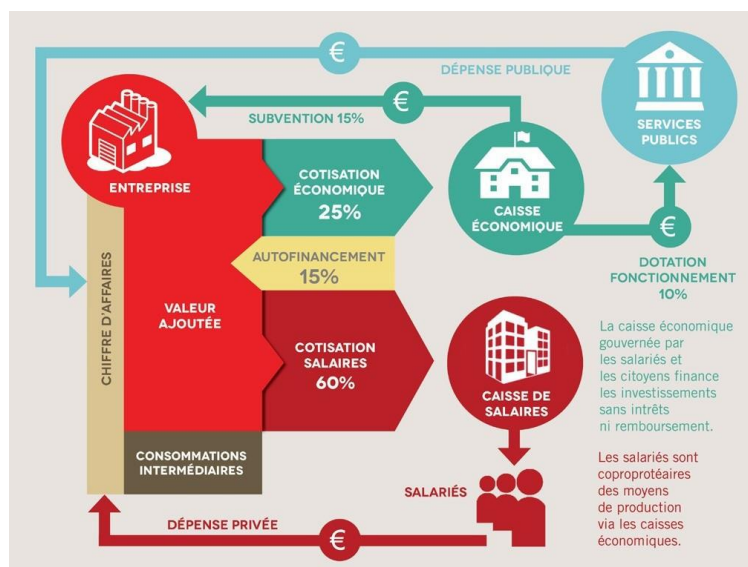 €
DÉPENSE PUBLIQUE
SERVICES
PUBLICS
€
SUBVENTION 15%
ENTREPRISE
COTISATION
ÉCONOMIQUE
25%
CAISSE
ÉCONOMIQUE
€
DOTATION
FONCTIONNEMENT
10%
AUTOFINANCEMENT
15%
CHIFFRE D'AFFAIRES
VALEUR
AJOUTÉE
COTISATION
SALAIRES
60%
CAISSE DE
SALAIRES
La caisse économique
gouvernée par
les salariés et
les citoyens finance
les investissements
sans intrêts
ni remboursement.
CONSOMMATIONS
INTERMÉDIAIRES
SALARIÉS
Les salariés sont
coproprotéaires
des moyens
de production
via les caisses
économiques.
DÉPENSE PRIVÉE
€